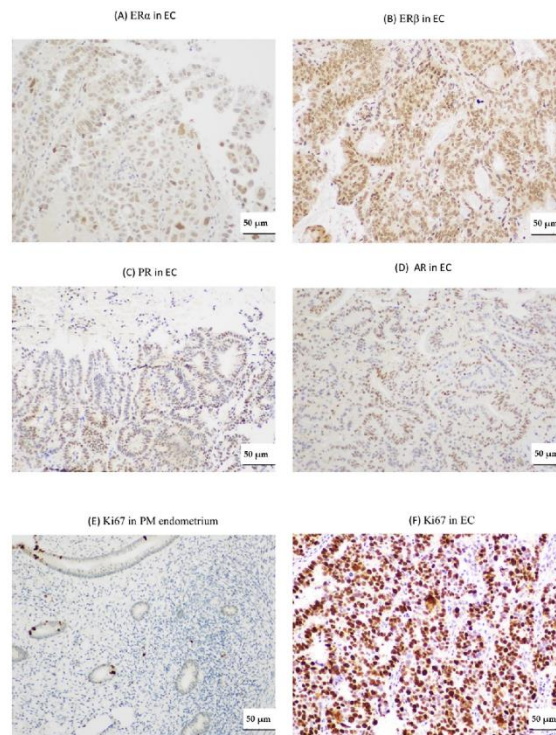 (A) ERα in EC
(B) ERβ in EC
50 µm
50 µm
(C) PR in EC
(D) AR in EC
50 µm
50 µm
(E) Ki67 in PM endometrium
(F) Ki67 in EC
50 µm
50 µm